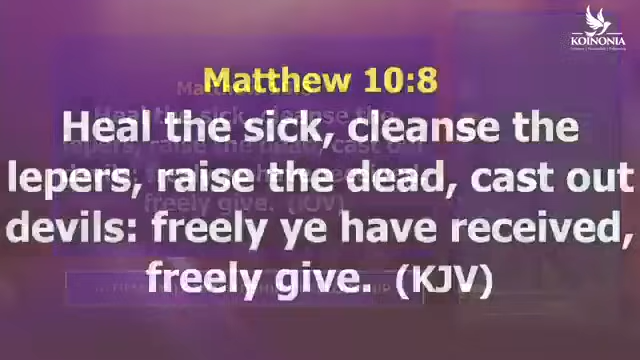 KOINONIA
Matthew 10:8
Heal the sick, cleanse the
lepers, raise the dead, cast out
devils: freely ye have received,
freely give. (KJV)